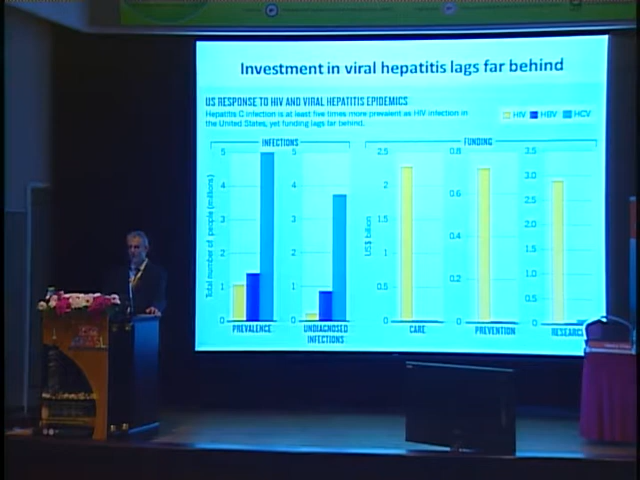 Investment in viral hepatitis lags far behind
US RESPONSE TO HIV AND VIRAL HEPATITIS EPIDEMICS
Hepatitis C infection is at least five times more prevalent as HIV infection in
the United States, yet funding lags far behind.
HIV HBV HCV
INFECTIONS
FUNDING
Total number of people (millions)
5
4
3
2
1
0
PREVALENCE
5
4
3
2
1
0
UNDIAGNOSED
INFECTIONS
US$ billion
2.5
2
1.5
1
0.5
0
CARE
0.8
0.6
0.4
0.2
0
PREVENTION
3.5
3.0
2.5
2.0
1.5
1.0
0.5
0
RESEARC